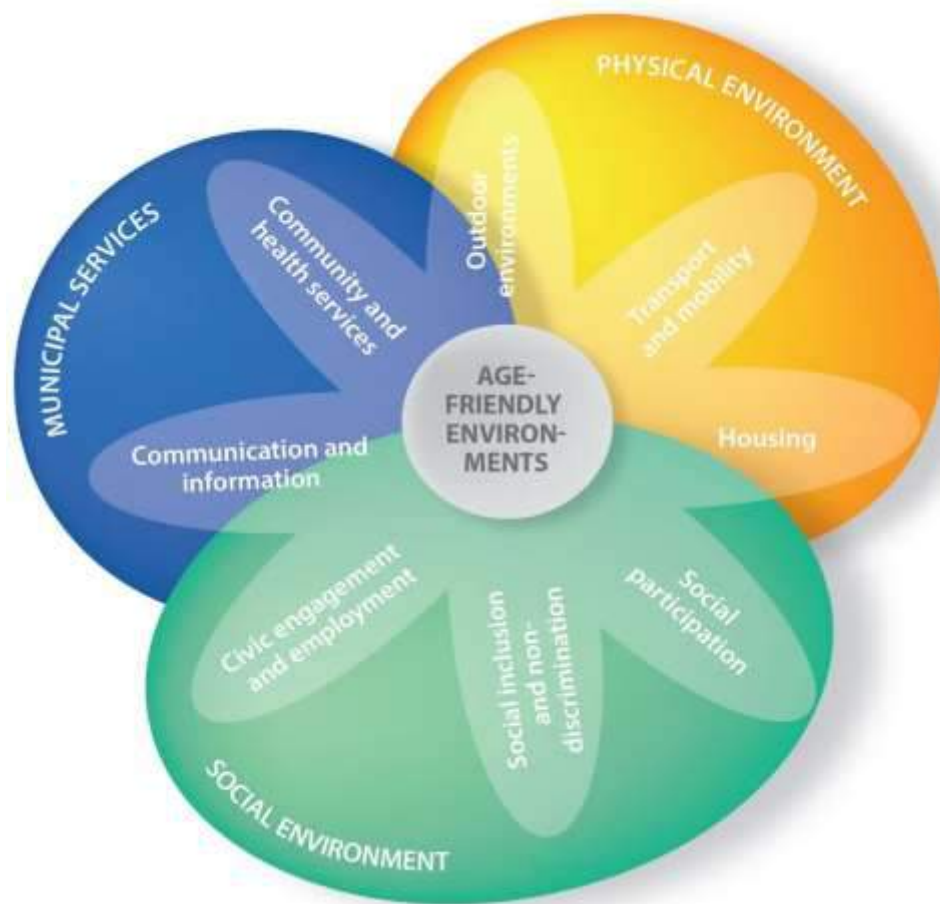 PHYSICAL ENVIRONMENT
MUNICIPAL SERVICES
Community and
health services
Outdoor
environments
Transport
and mobility
AGE-
FRIENDLY
ENVIRON-
MENTS
Housing
Communication and
information
Civic engagement
and employment
Social inclusion
and non-
discrimination
Social
participation
SOCIAL ENVIRONMENT